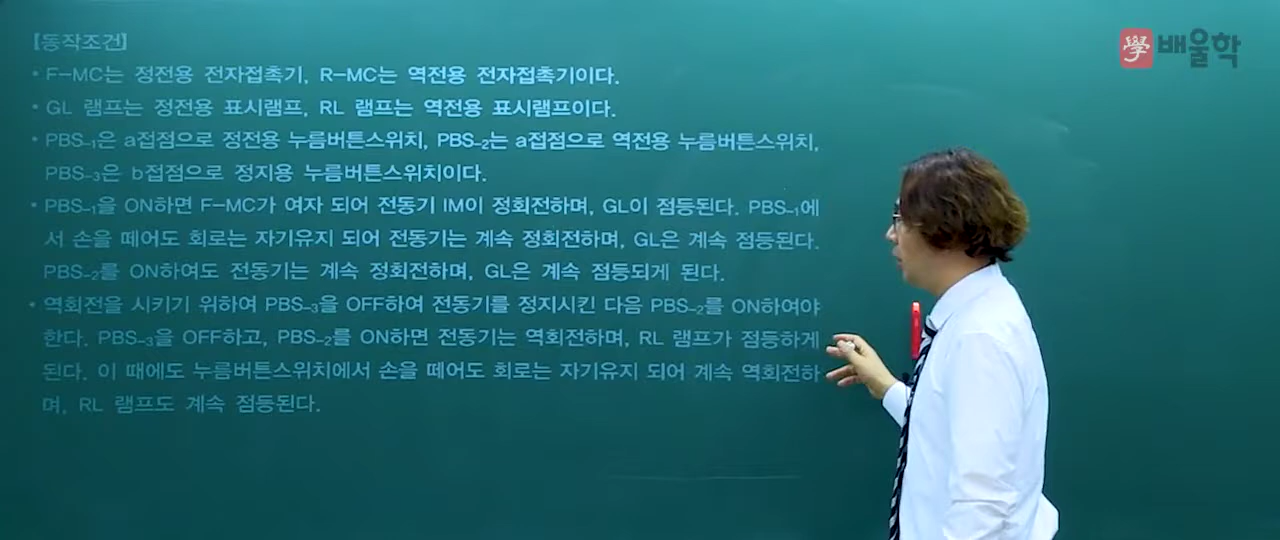 【동작조건】
• F-MC는 정전용 전자접촉기, R-MC는 역전용 전자접촉기이다.
• GL 램프는 정전용 표시램프, RL 램프는 역전용 표시램프이다.
• PBS₋₁은 a접점으로 정전용 누름버튼스위치, PBS₋₂는 a접점으로 역전용 누름버튼스위치,
PBS₋₃은 b접점으로 정지용 누름버튼스위치이다.
• PBS₋₁을 ON하면 F-MC가 여자 되어 전동기 IM이 정회전하며, GL이 점등된다. PBS₋₁에
서 손을 떼어도 회로는 자기유지 되어 전동기는 계속 정회전하며, GL은 계속 점등된다.
PBS₋₂를 ON하여도 전동기는 계속 정회전하며, GL은 계속 점등되게 된다.
• 역회전을 시키기 위하여 PBS₋₃을 OFF하여 전동기를 정지시킨 다음 PBS₋₂를 ON하여야
한다. PBS₋₃을 OFF하고, PBS₋₂를 ON하면 전동기는 역회전하며, RL 램프가 점등하게
된다. 이 때에도 누름버튼스위치에서 손을 떼어도 회로는 자기유지 되어 계속 역회전하
며, RL 램프도 계속 점등된다.
學 배울학